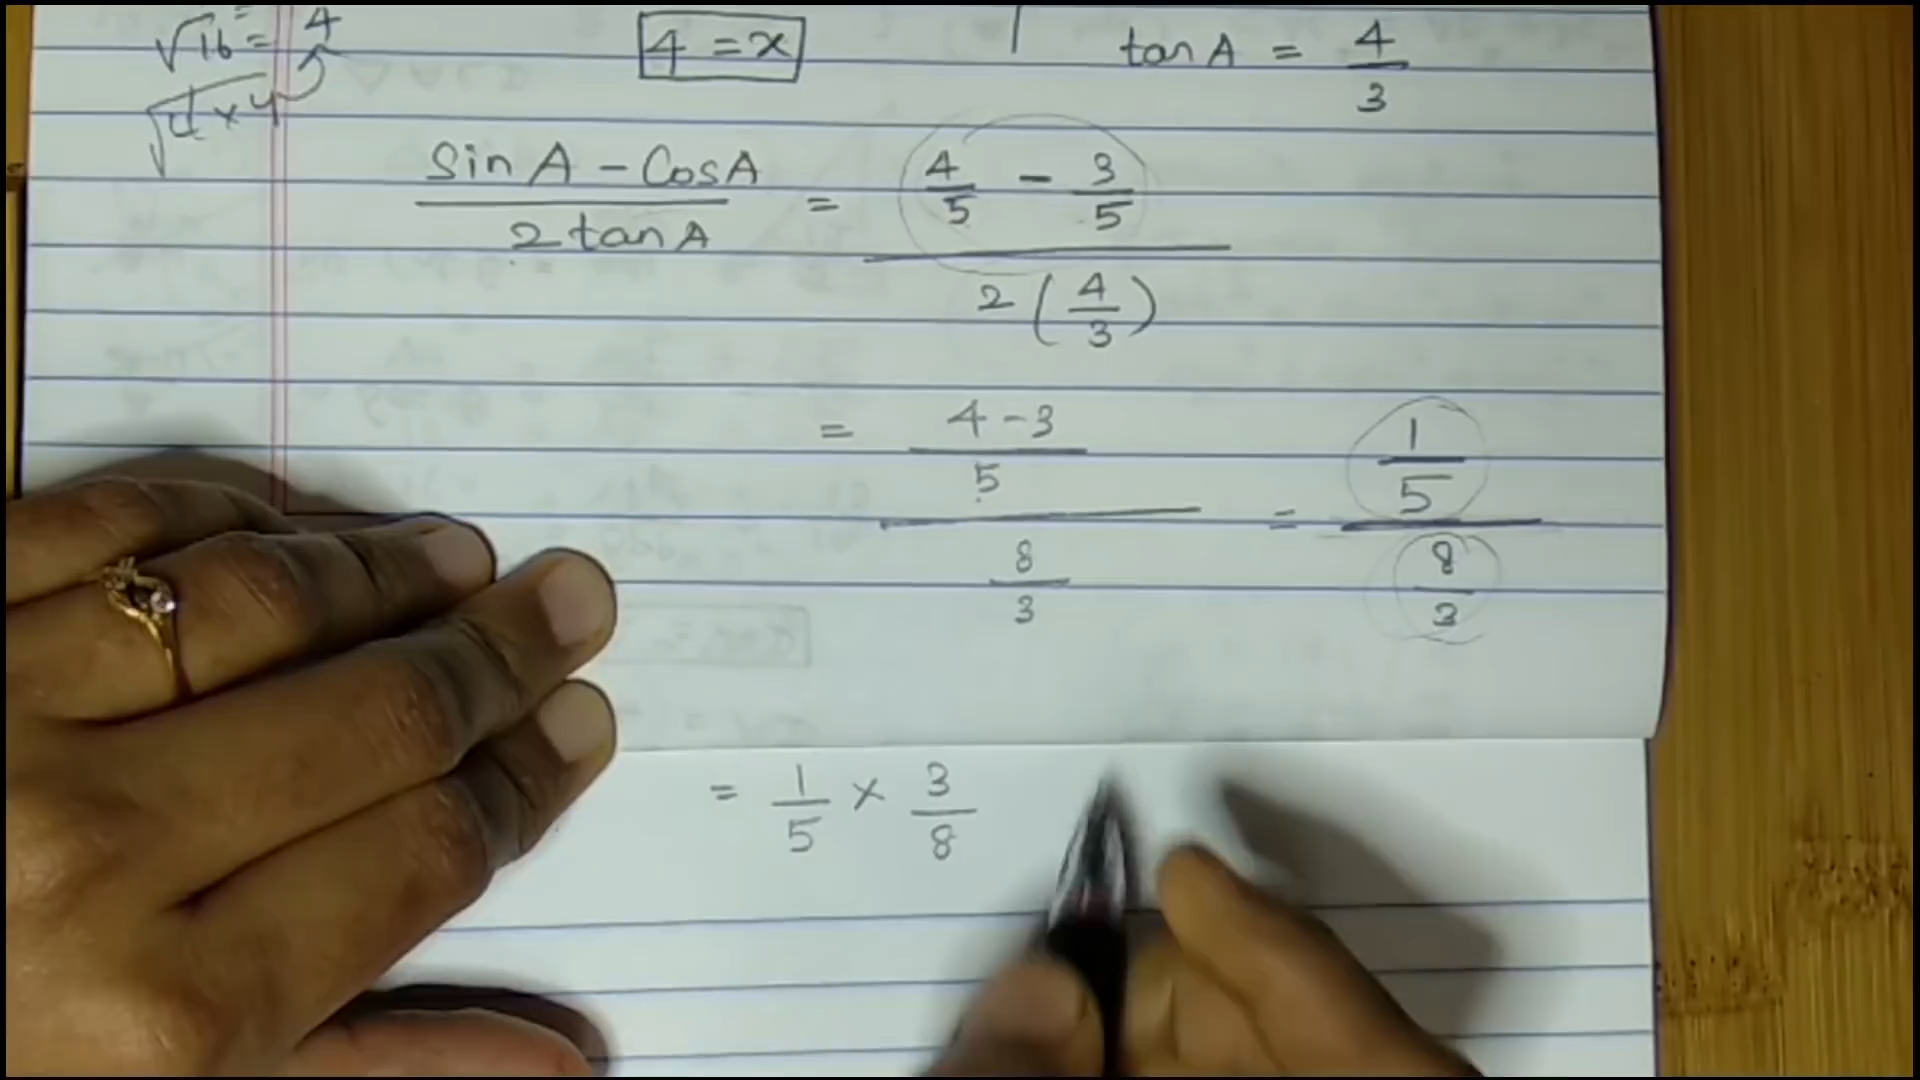 √16 = 4
4 = x
tan A = 4/3
√4×4
(sin A - Cos A)/(2 tan A) = (4/5 - 3/5)/(2(4/3))
= ((4-3)/5)/(8/3) = (1/5)/(8/3)
= 1/5 × 3/8